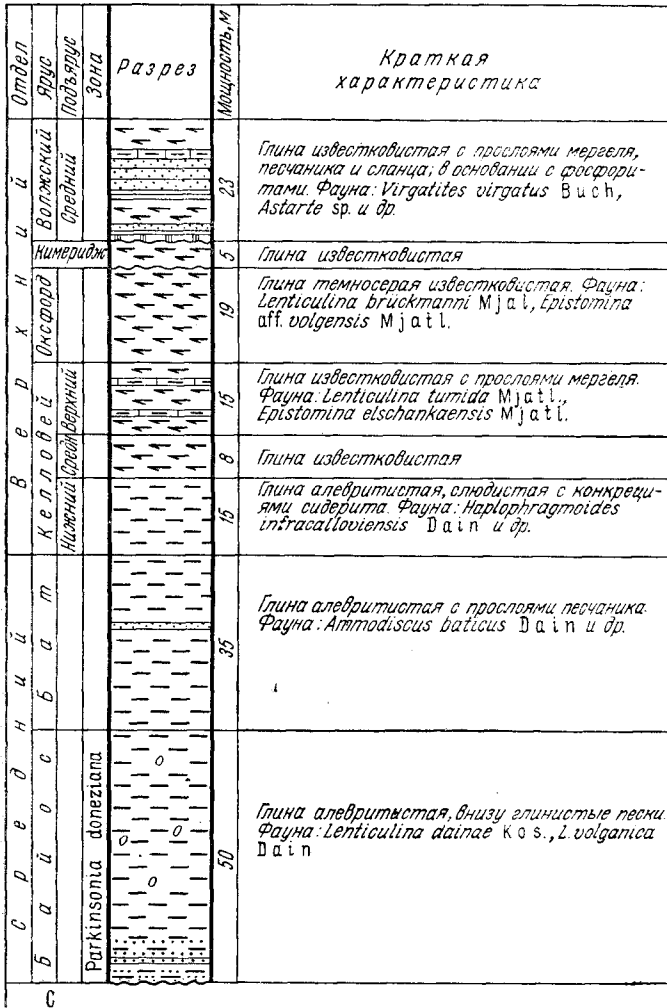 Отдел
Ярус
Подъярус
Зона
Разрез
Мощность, м
Краткая
характеристика
Верхний
Волжский
Средний
23
Глина известковистая с прослоями мергеля,
песчаника и сланца; в основании с фосфори-
тами. Фауна: Virgatites virgatus Buch,
Astarte sp. и др.
Кимеридж
5
Глина известковистая
Оксфорд
19
Глина темносерая известковистая. Фауна:
Lenticulina brückmanni Mjal, Epistomina
aff. volgensis Mjatl.
Келловей
Верхний
15
Глина известковистая с прослоями мергеля.
Фауна: Lenticulina tumida Mjatl.,
Epistomina elschankaensis Mjatl.
Средн
8
Глина известковистая
Нижний
15
Глина алевритистая, слюдистая с конкреци-
ями сидерита. Фауна: Haplophragmoides
infracalloviensis Dain и др.
Средний
Бат
35
Глина алевритистая с прослоями песчаника.
Фауна: Ammodiscus baticus Dain и др.
Байос
Parkinsonia doneziana
50
Глина алевритыстая, внизу глинистые пески.
Фауна: Lenticulina dainae Kos., L. volganica
Dain
С